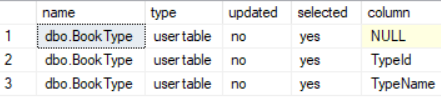 name type updated selected column
1 dbo.BookType user table no yes NULL
2 dbo.BookType user table no yes TypeId
3 dbo.BookType user table no yes TypeName